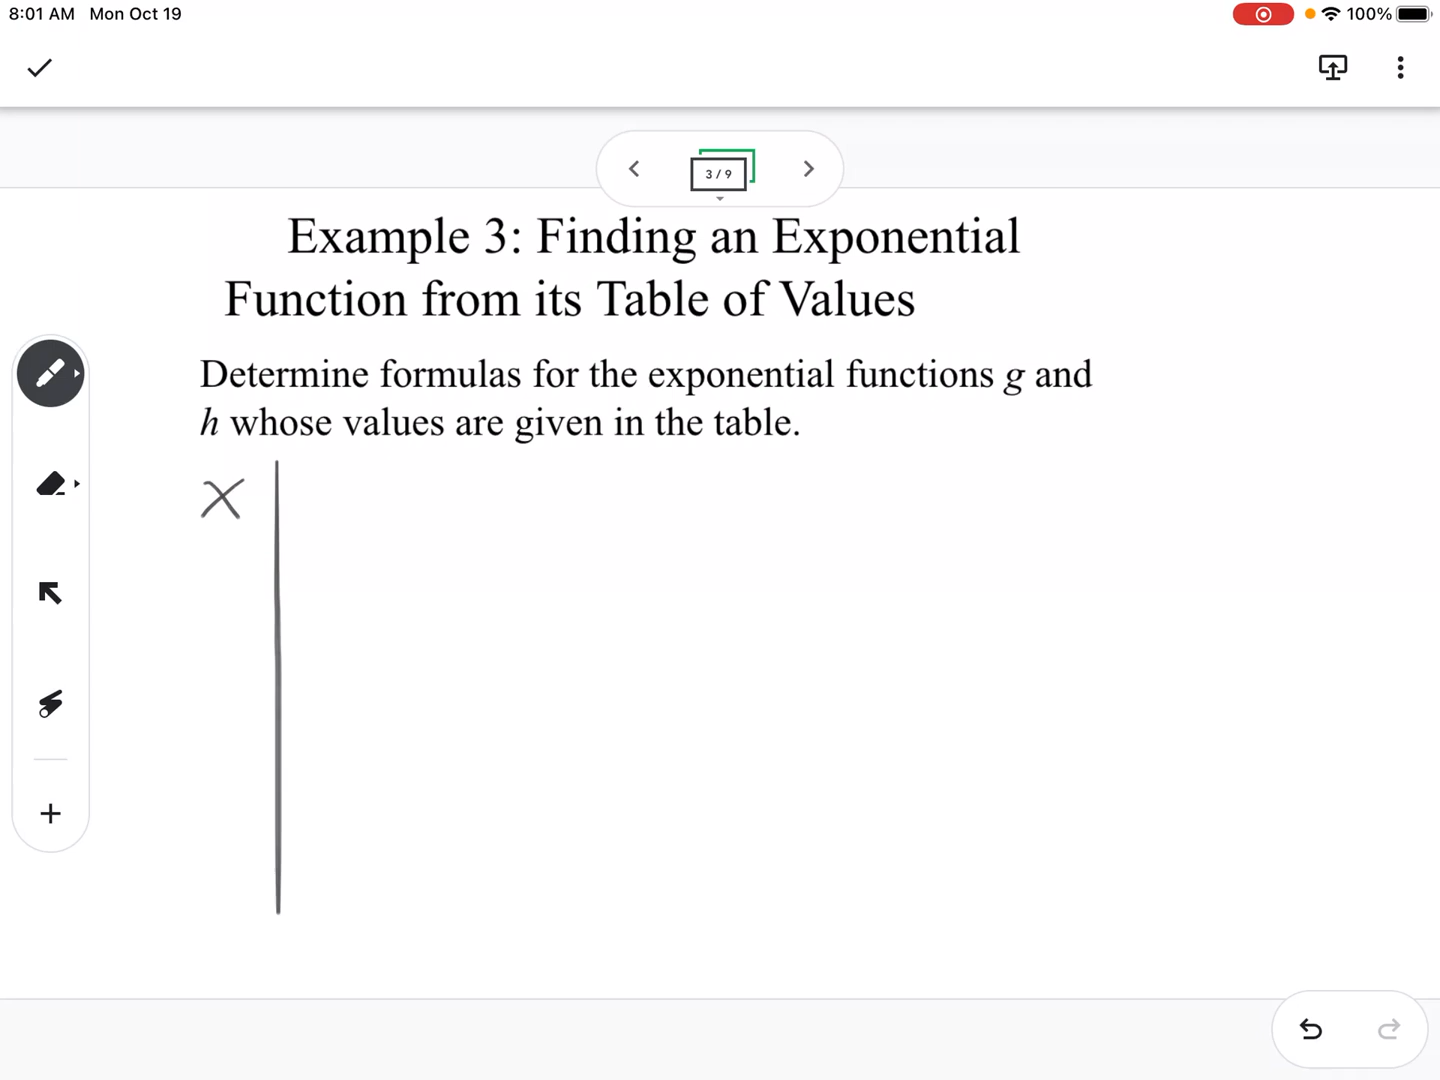 8:01 AM Mon Oct 19
100%
3 / 9
Example 3: Finding an Exponential
Function from its Table of Values
Determine formulas for the exponential functions g and
h whose values are given in the table.
x